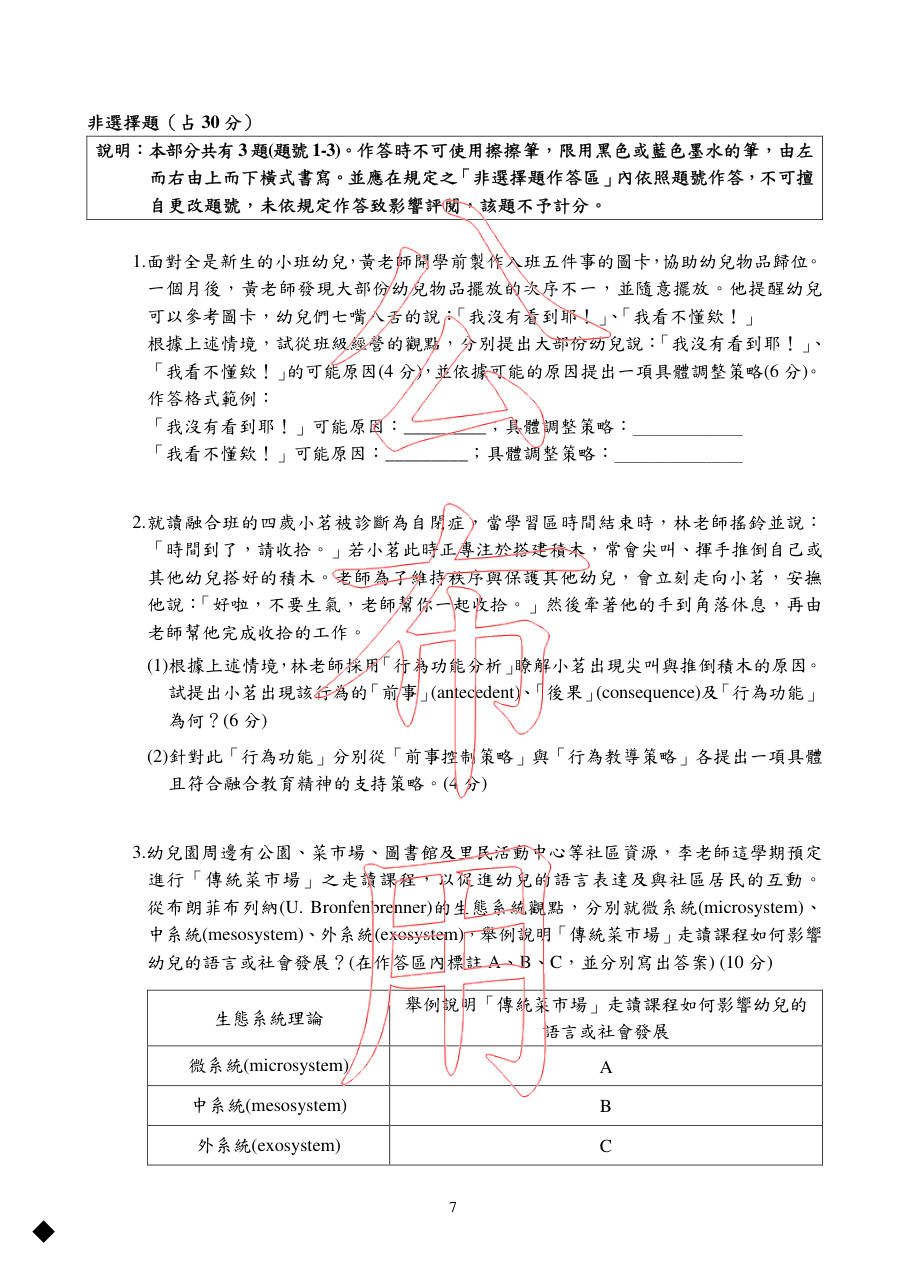 非選擇題（占 30 分）
說明：本部分共有 3 題(題號 1-3)。作答時不可使用擦擦筆，限用黑色或藍色墨水的筆，由左
而右由上而下橫式書寫。並應在規定之「非選擇題作答區」內依照題號作答，不可擅
自更改題號，未依規定作答致影響評閱，該題不予計分。
1.面對全是新生的小班幼兒，黃老師開學前製作入班五件事的圖卡，協助幼兒物品歸位。
一個月後，黃老師發現大部份幼兒物品擺放的次序不一，並隨意擺放。他提醒幼兒
可以參考圖卡，幼兒們七嘴八舌的說：「我沒有看到耶！」、「我看不懂欸！」
根據上述情境，試從班級經營的觀點，分別提出大部份幼兒說：「我沒有看到耶！」、
「我看不懂欸！」的可能原因(4 分)，並依據可能的原因提出一項具體調整策略(6 分)。
作答格式範例：
「我沒有看到耶！」可能原因：_________；具體調整策略：____________
「我看不懂欸！」可能原因：_________；具體調整策略：______________
2.就讀融合班的四歲小茗被診斷為自閉症，當學習區時間結束時，林老師搖鈴並說：
「時間到了，請收拾。」若小茗此時正專注於搭建積木，常會尖叫、揮手推倒自己或
其他幼兒搭好的積木。老師為了維持秩序與保護其他幼兒，會立刻走向小茗，安撫
他說：「好啦，不要生氣，老師幫你一起收拾。」然後牽著他的手到角落休息，再由
老師幫他完成收拾的工作。
(1)根據上述情境，林老師採用「行為功能分析」瞭解小茗出現尖叫與推倒積木的原因。
試提出小茗出現該行為的「前事」(antecedent)、「後果」(consequence)及「行為功能」
為何？(6 分)
(2)針對此「行為功能」分別從「前事控制策略」與「行為教導策略」各提出一項具體
且符合融合教育精神的支持策略。(4 分)
3.幼兒園周邊有公園、菜市場、圖書館及里民活動中心等社區資源，李老師這學期預定
進行「傳統菜市場」之走讀課程，以促進幼兒的語言表達及與社區居民的互動。
從布朗菲布列納(U. Bronfenbrenner)的生態系統觀點，分別就微系統(microsystem)、
中系統(mesosystem)、外系統(exosystem)，舉例說明「傳統菜市場」走讀課程如何影響
幼兒的語言或社會發展？(在作答區內標註 A、B、C，並分別寫出答案) (10 分)
生態系統理論
舉例說明「傳統菜市場」走讀課程如何影響幼兒的
語言或社會發展
微系統(microsystem)
A
中系統(mesosystem)
B
外系統(exosystem)
C
7
公
布
用